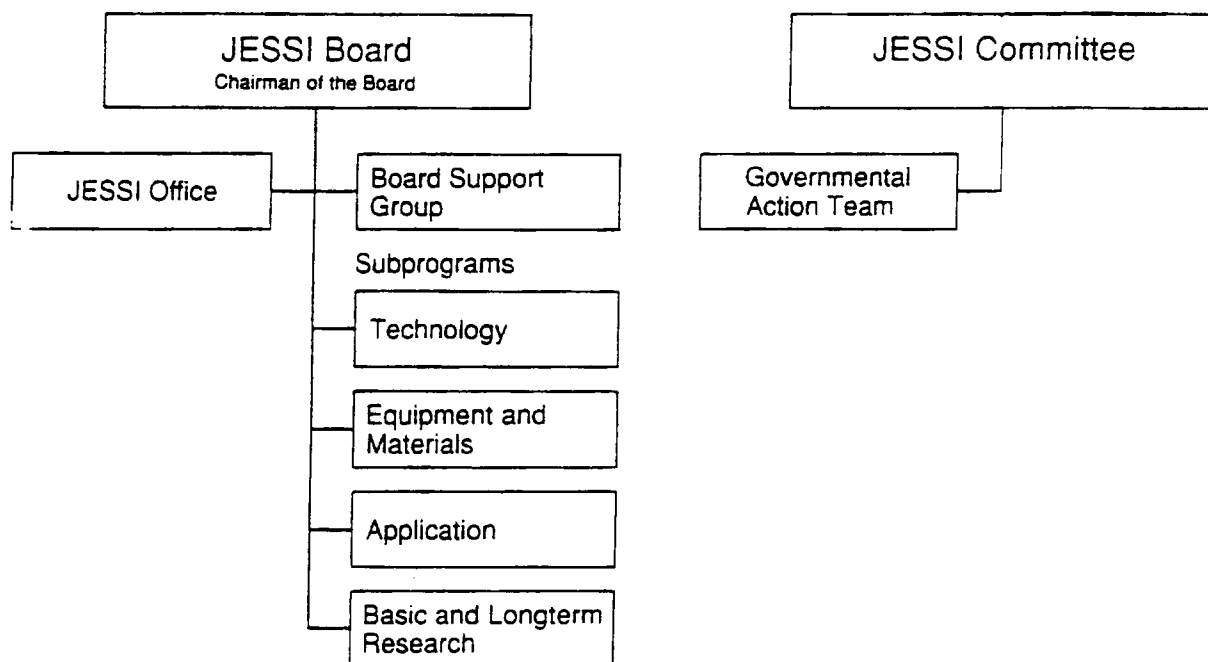 JESSI Board
Chairman of the Board
JESSI Committee
JESSI Office
Board Support
Group
Governmental
Action Team
Subprograms
Technology
Equipment and
Materials
Application
Basic and Longterm
Research